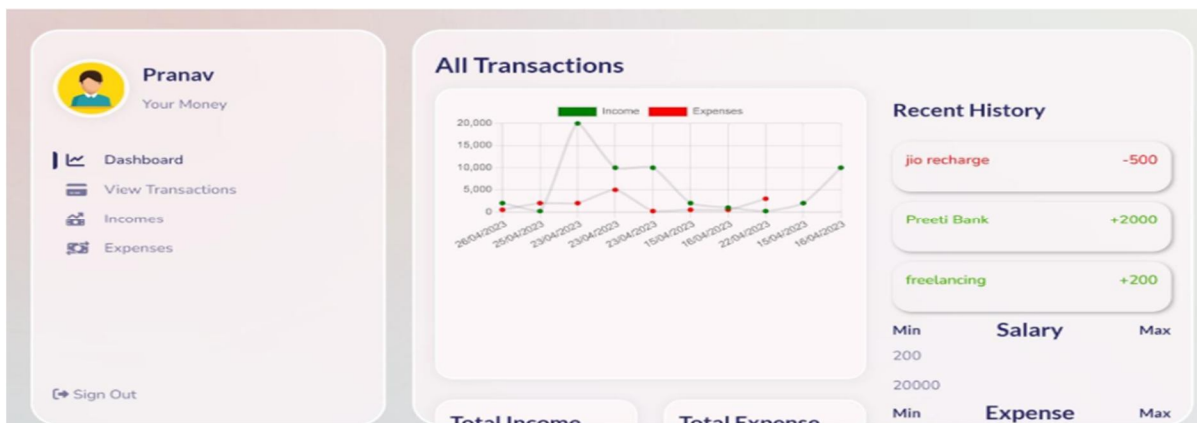 Pranav
Your Money
Dashboard
View Transactions
Incomes
Expenses
Sign Out
All Transactions
Income Expenses
20,000
15,000
10,000
5,000
0
26/04/2023 25/04/2023 23/04/2023 23/04/2023 23/04/2023 15/04/2023 16/04/2023 22/04/2023 15/04/2023 16/04/2023
Recent History
jio recharge -500
Preeti Bank +2000
freelancing +200
Min Salary Max
200
20000
Min Expense Max
Total Income Total Expense